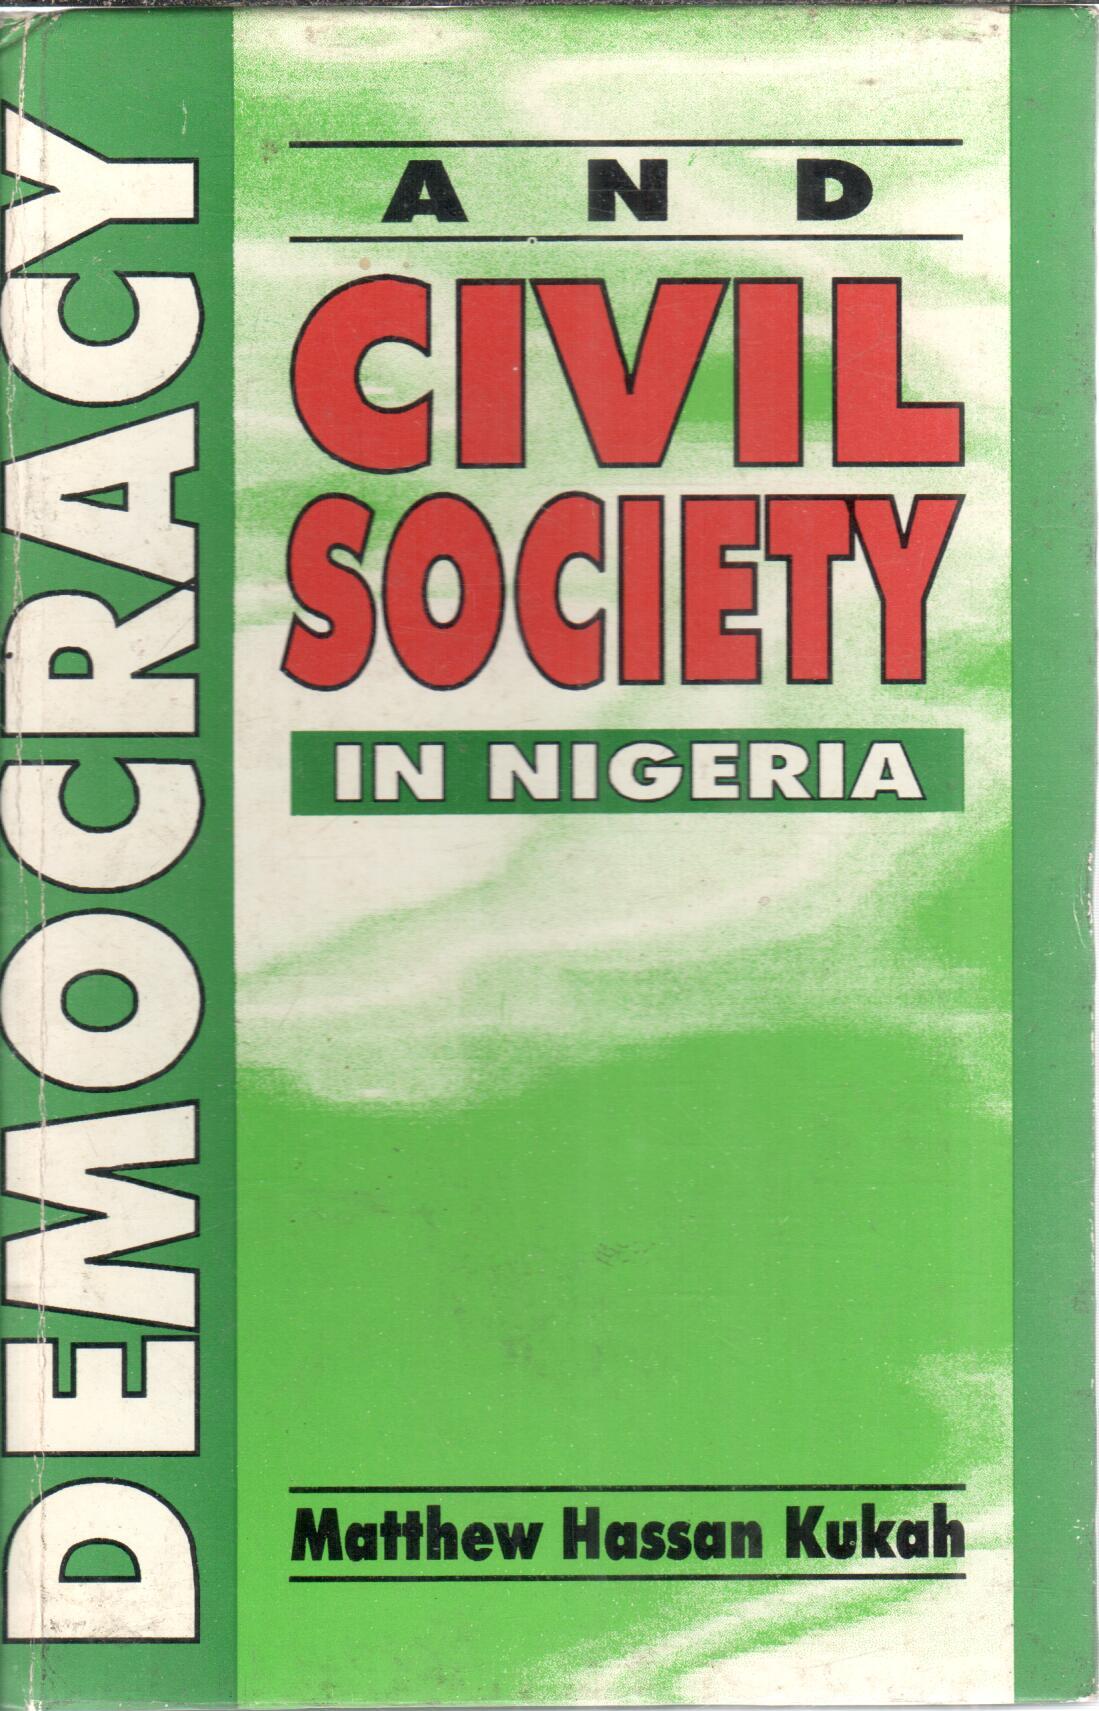 DEMOCRACY
AND
CIVIL
SOCIETY
IN NIGERIA
Matthew Hassan Kukah